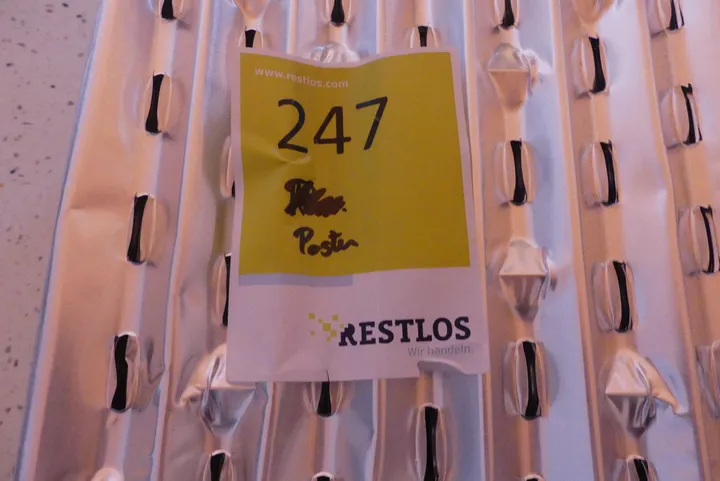 www.restlos.com
247
Posten
RESTLOS
Wir handeln.